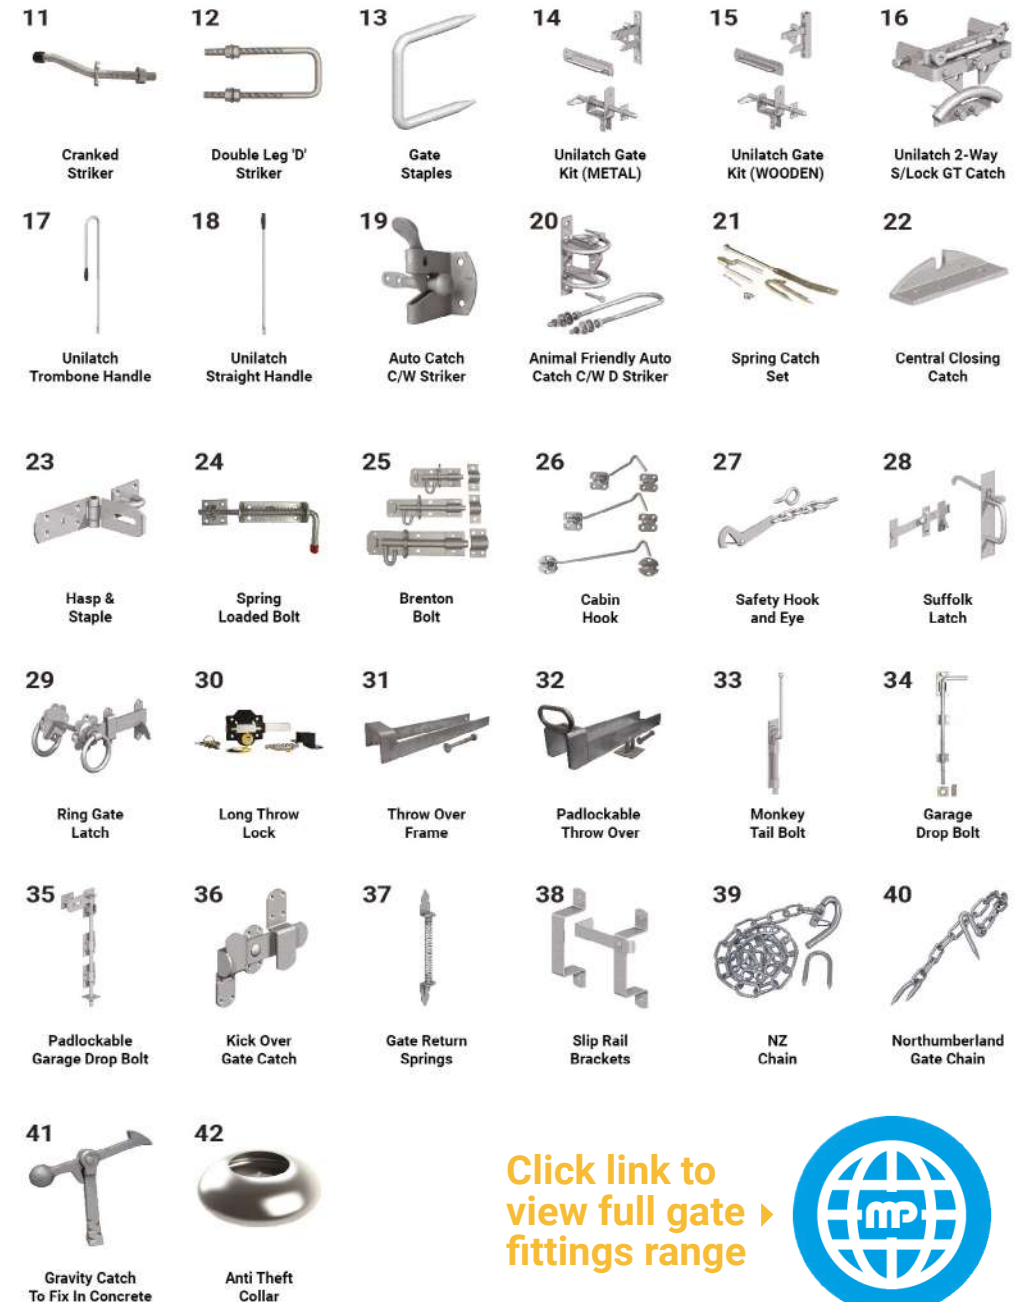 11
12
13
14
15
16
Cranked
Striker
Double Leg 'D'
Striker
Gate
Staples
Unilatch Gate
Kit (METAL)
Unilatch Gate
Kit (WOODEN)
Unilatch 2-Way
S/Lock GT Catch
17
18
19
20
21
22
Unilatch
Trombone Handle
Unilatch
Straight Handle
Auto Catch
C/W Striker
Animal Friendly Auto
Catch C/W D Striker
Spring Catch
Set
Central Closing
Catch
23
24
25
26
27
28
Hasp &
Staple
Spring
Loaded Bolt
Brenton
Bolt
Cabin
Hook
Safety Hook
and Eye
Suffolk
Latch
29
30
31
32
33
34
Ring Gate
Latch
Long Throw
Lock
Throw Over
Frame
Padlockable
Throw Over
Monkey
Tail Bolt
Garage
Drop Bolt
35
36
37
38
39
40
Padlockable
Garage Drop Bolt
Kick Over
Gate Catch
Gate Return
Springs
Slip Rail
Brackets
NZ
Chain
Northumberland
Gate Chain
41
42
Gravity Catch
To Fix In Concrete
Anti Theft
Collar
Click link to
view full gate
fittings range
mp